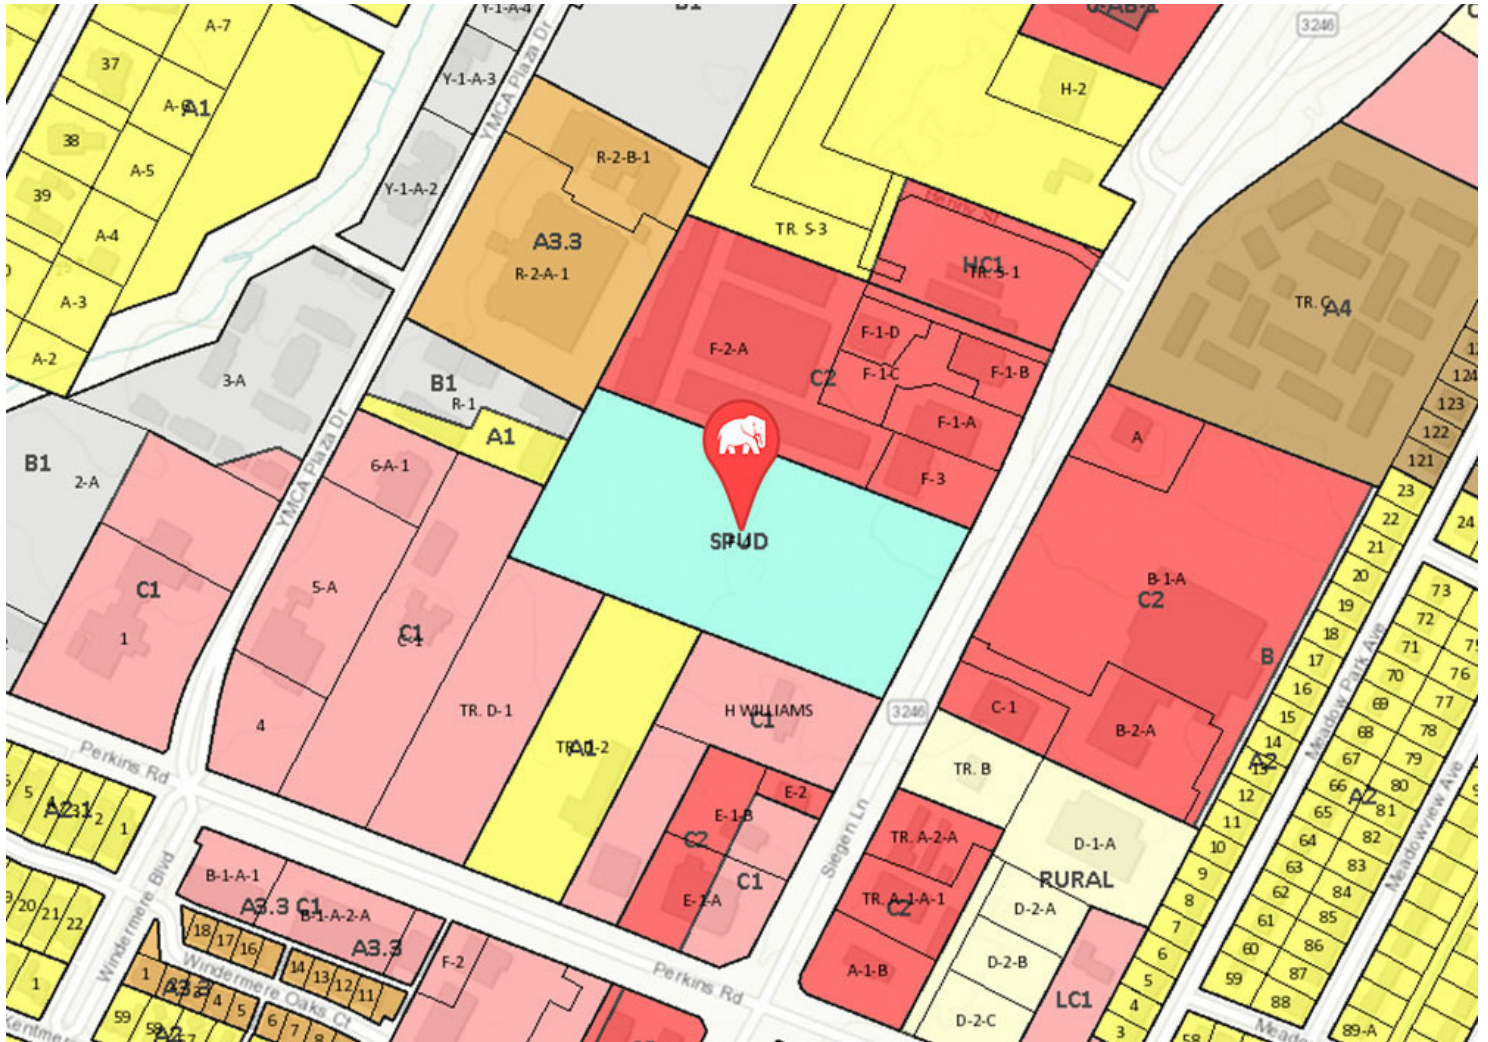 Y-1-A-4
B1
C-AB-1
3246
A-7
37
Y-1-A-3
YMCA Plaza Dr
H-2
A-6
A1
38
A-5
R-2-B-1
39
Y-1-A-2
Benny St
A-4
TR. S-3
A3.3
R-2-A-1
HC1
TR. S-1
A-3
TR. C
A4
A-2
F-1-D
F-2-A
C2
F-1-C
F-1-B
3-A
B1
R-1
124
123
122
121
F-1-A
A
A1
B1
2-A
6-A-1
F-3
YMCA Plaza Dr
23
22
21
20
19
18
17
16
15
14
13
12
11
10
9
8
7
6
5
4
3
24
SPUD
C1
1
5-A
C1
B-1-A
C2
B
73
72
71
70
69
68
67
66
65
64
63
62
61
60
59
76
77
78
79
80
81
82
83
84
85
86
87
88
89-A
Meadow Park Ave
Meadowview Ave
A2
A2
4
TR. D-1
A1
H WILLIAMS
C1
3246
C-1
B-2-A
Perkins Rd
TR. B
E-2
E-1-B
C2
E-1-A
C1
Siegen Ln
TR. A-2-A
TR. A-1-A-1
C2
A-1-B
D-1-A
RURAL
D-2-A
D-2-B
D-2-C
LC1
5
A2.1
2
1
Windermere Blvd
B-1-A-1
A3.3
C1
B-1-A-2-A
A3.3
20
21
22
1
18
17
16
14
13
12
11
Windermere Oaks Ct
F-2
Perkins Rd
1
A3.3
4
5
6
7
8
59
58
A2
58